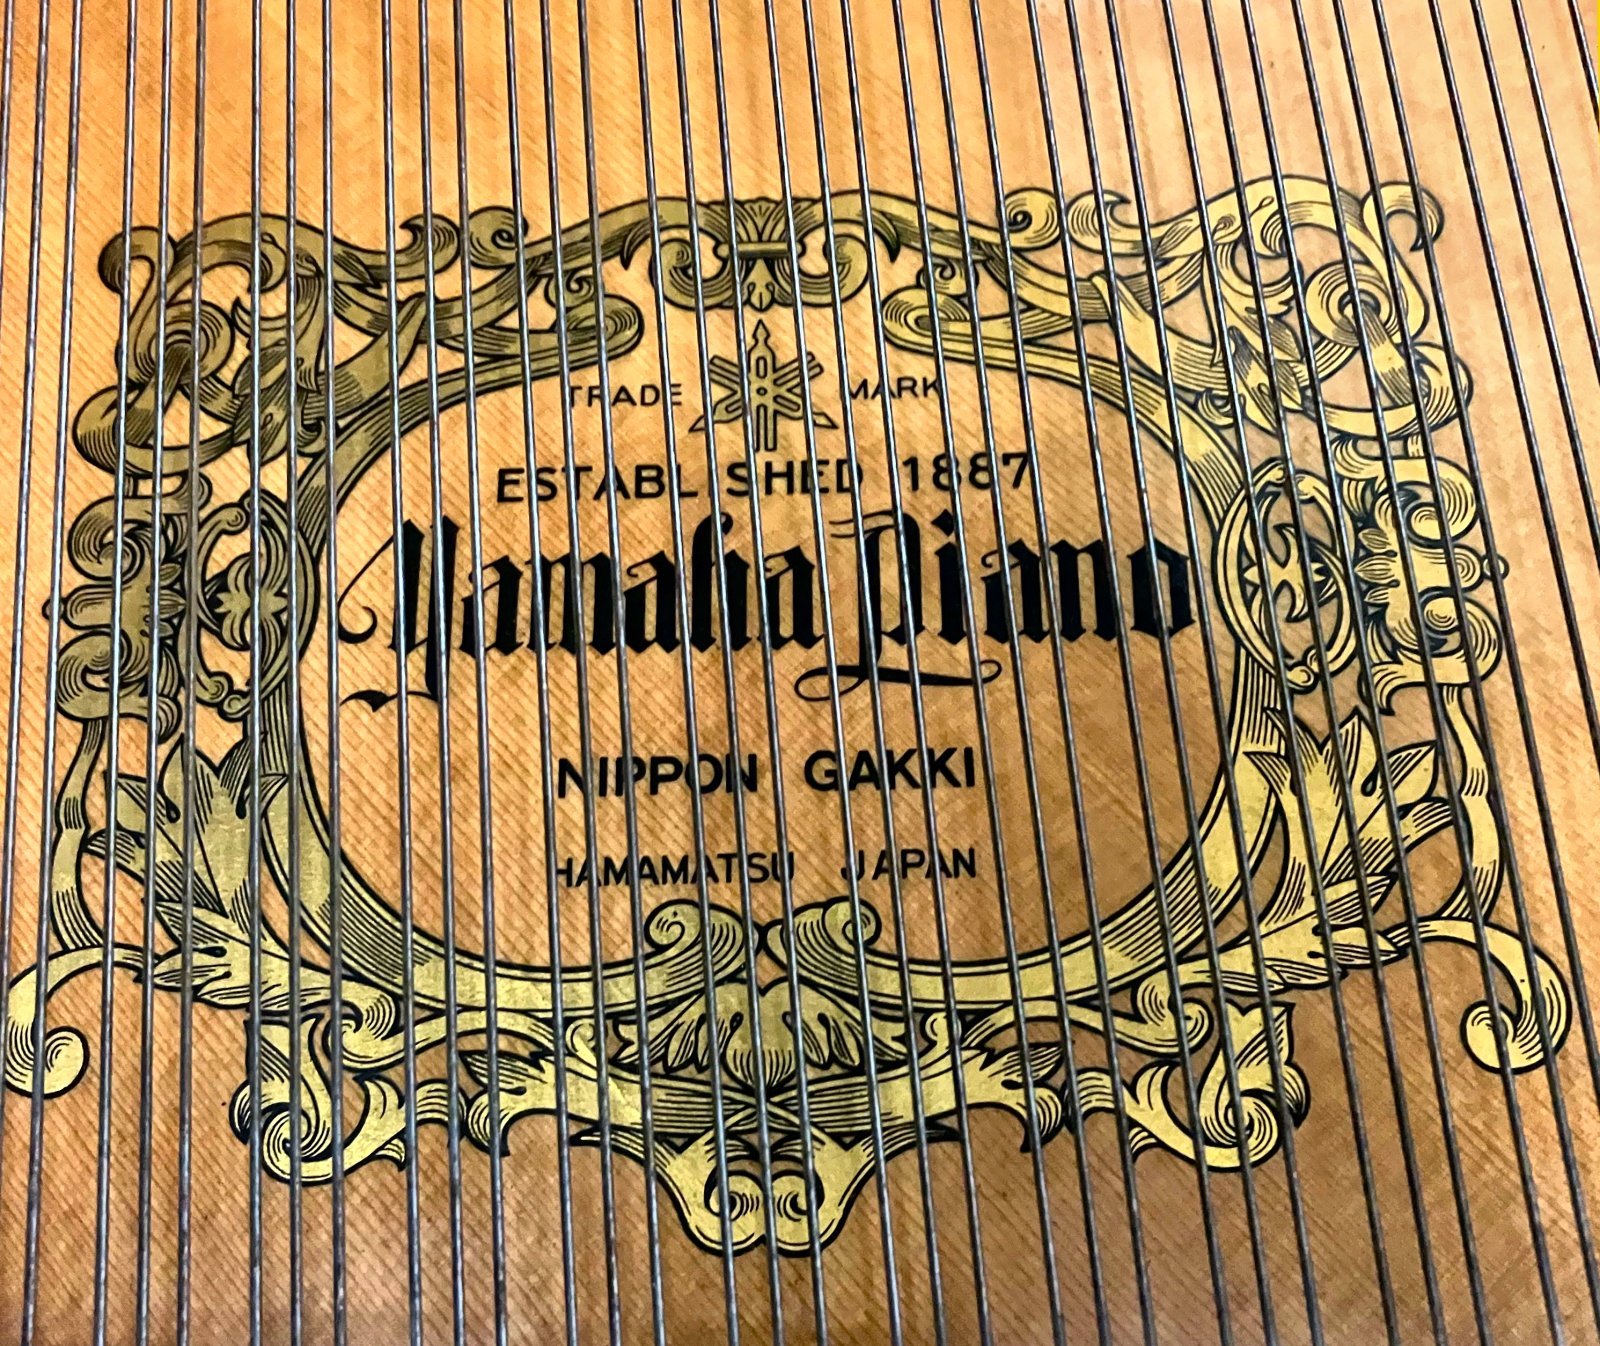 TRADE MARK
ESTABLISHED 1887
Yamaha Piano
NIPPON GAKKI
HAMAMATSU JAPAN